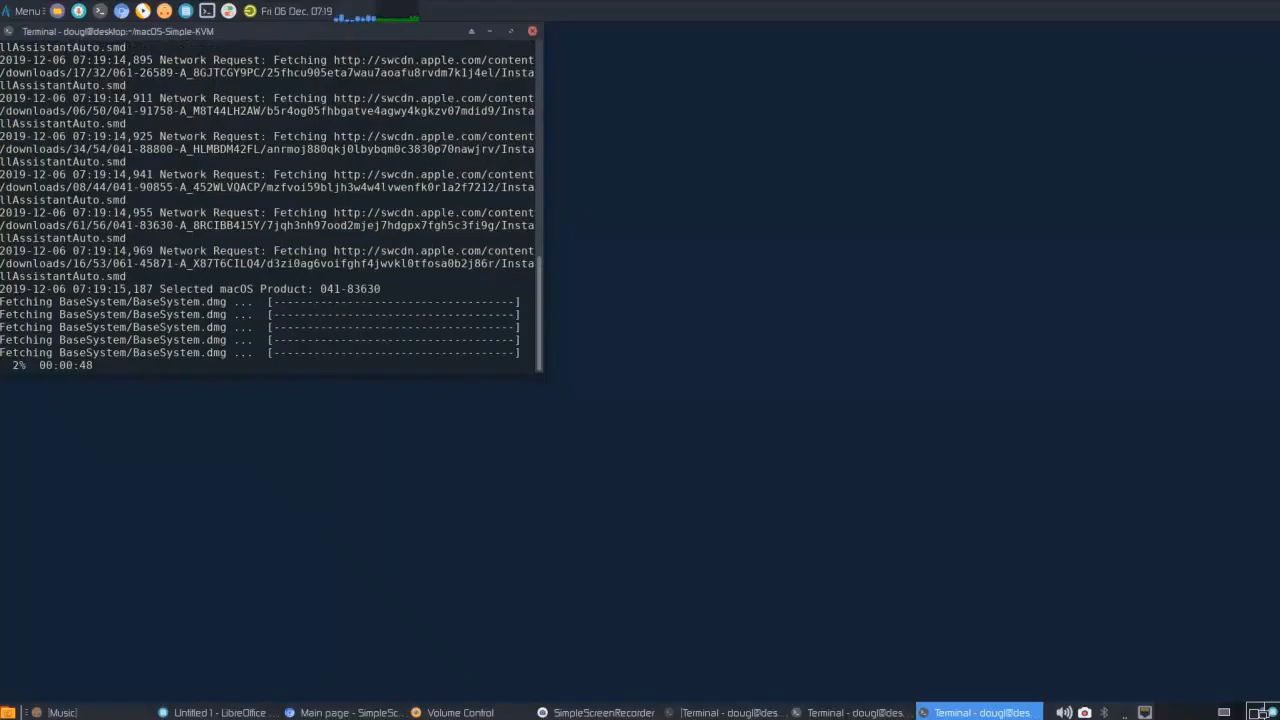 Menu Fri 06 Dec, 07:19
Terminal - dougl@desktop:~/macOS-Simple-KVM
llAssistantAuto.smd
2019-12-06 07:19:14,895 Network Request: Fetching http://swcdn.apple.com/content
/downloads/17/32/061-26589-A_8GJTCGY9PC/25fhcu905eta7wau7aoafu8rvdm7k1j4el/Insta
llAssistantAuto.smd
2019-12-06 07:19:14,911 Network Request: Fetching http://swcdn.apple.com/content
/downloads/06/50/041-91758-A_M8T44LH2AW/b5r4og05fhbgatve4agwy4kgkzv07mdid9/Insta
llAssistantAuto.smd
2019-12-06 07:19:14,925 Network Request: Fetching http://swcdn.apple.com/content
/downloads/34/54/041-88800-A_HLMBDM42FL/anrmoj880qkj0lbybqm0c3830p70nawjrv/Insta
llAssistantAuto.smd
2019-12-06 07:19:14,941 Network Request: Fetching http://swcdn.apple.com/content
/downloads/08/44/041-90855-A_452WLVQACP/mzfvoi59bljh3w4w4lvwenfk0r1a2f7212/Insta
llAssistantAuto.smd
2019-12-06 07:19:14,955 Network Request: Fetching http://swcdn.apple.com/content
/downloads/61/56/041-83630-A_8RCIBB415Y/7jqh3nh97ood2mjej7hdgpx7fgh5c3fi9g/Insta
llAssistantAuto.smd
2019-12-06 07:19:14,969 Network Request: Fetching http://swcdn.apple.com/content
/downloads/16/53/061-45871-A_X87T6CILQ4/d3zi0ag6voifghf4jwvkl0tfosa0b2j86r/Insta
llAssistantAuto.smd
2019-12-06 07:19:15,187 Selected macOS Product: 041-83630
Fetching BaseSystem/BaseSystem.dmg ... [------------------------------------]
Fetching BaseSystem/BaseSystem.dmg ... [------------------------------------]
Fetching BaseSystem/BaseSystem.dmg ... [------------------------------------]
Fetching BaseSystem/BaseSystem.dmg ... [------------------------------------]
Fetching BaseSystem/BaseSystem.dmg ... [------------------------------------]
2% 00:00:48
[Music] Untitled 1 - LibreOffice ... Main page - SimpleSc... Volume Control SimpleScreenRecorder [Terminal - dougl@des... Terminal - dougl@des... Terminal - dougl@des...